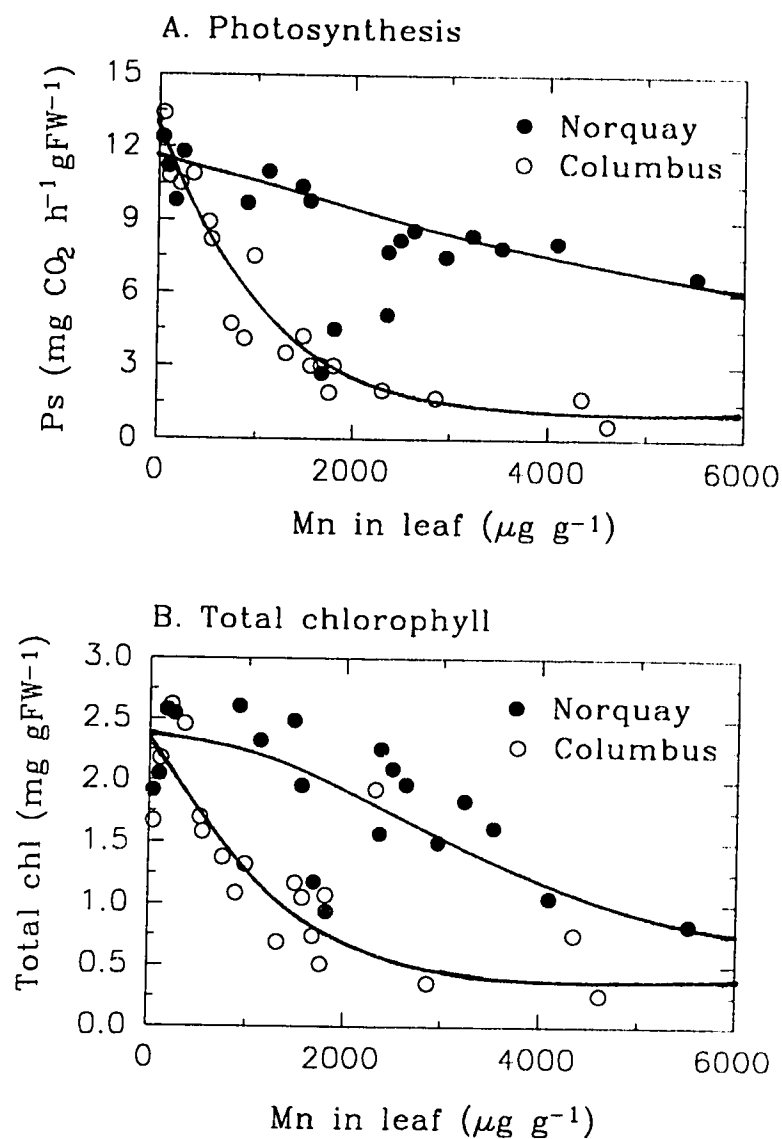 A. Photosynthesis
15
12
9
6
3
0
Ps (mg CO₂ h⁻¹ gFW⁻¹)
● Norquay
○ Columbus
0 2000 4000 6000
Mn in leaf (μg g⁻¹)
B. Total chlorophyll
3.0
2.5
2.0
1.5
1.0
0.5
0.0
Total chl (mg gFW⁻¹)
● Norquay
○ Columbus
0 2000 4000 6000
Mn in leaf (μg g⁻¹)